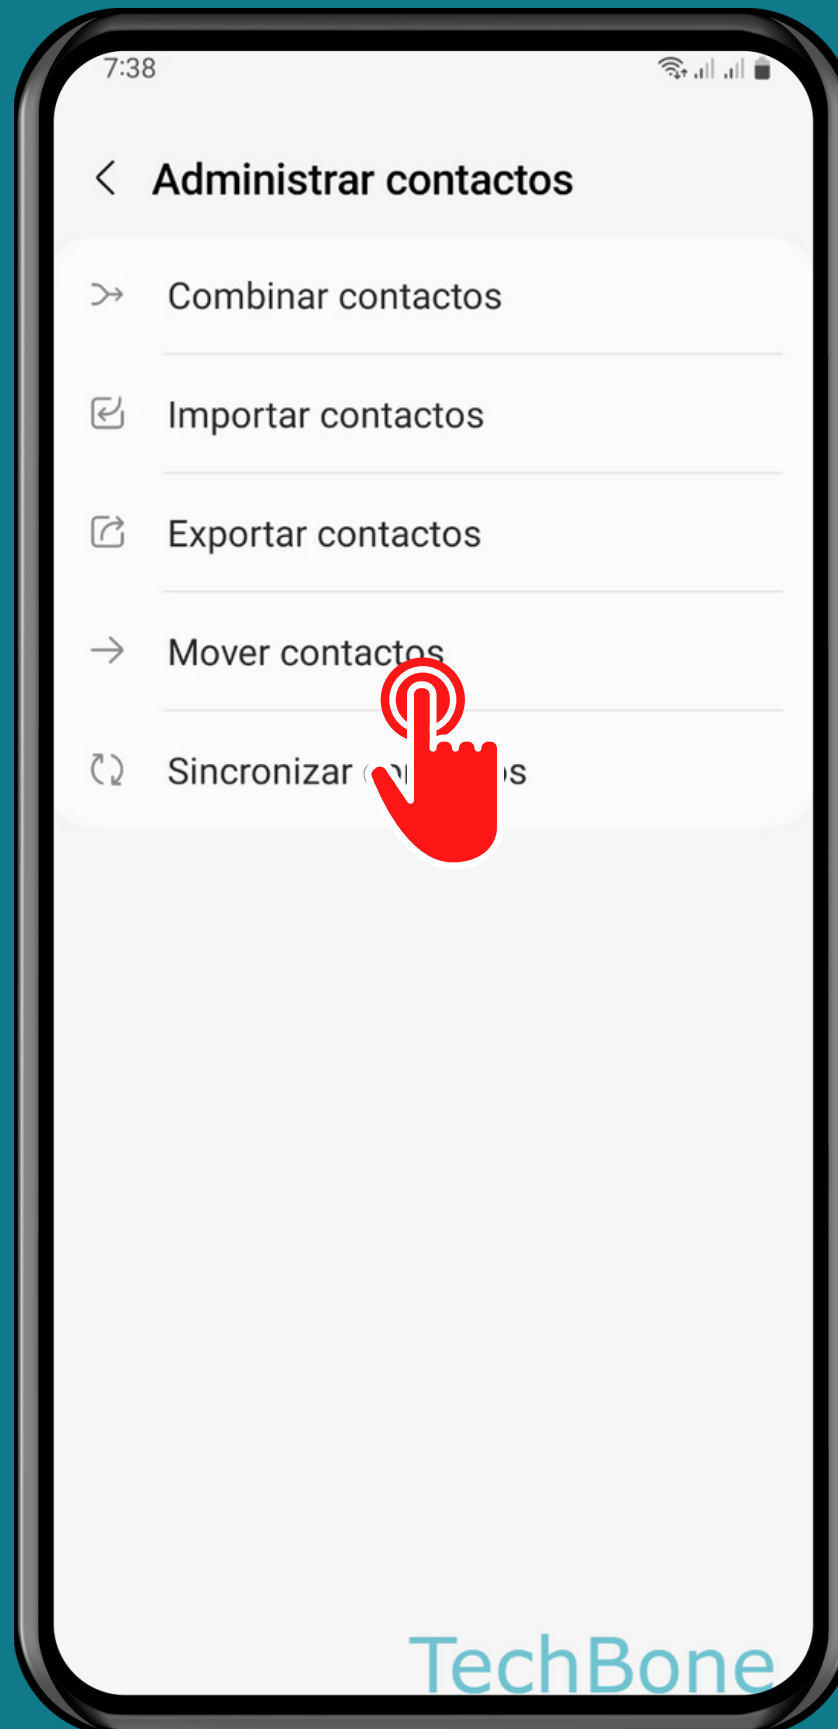 7:38
Administrar contactos
Combinar contactos
Importar contactos
Exportar contactos
Mover contactos
Sincronizar
TechBone